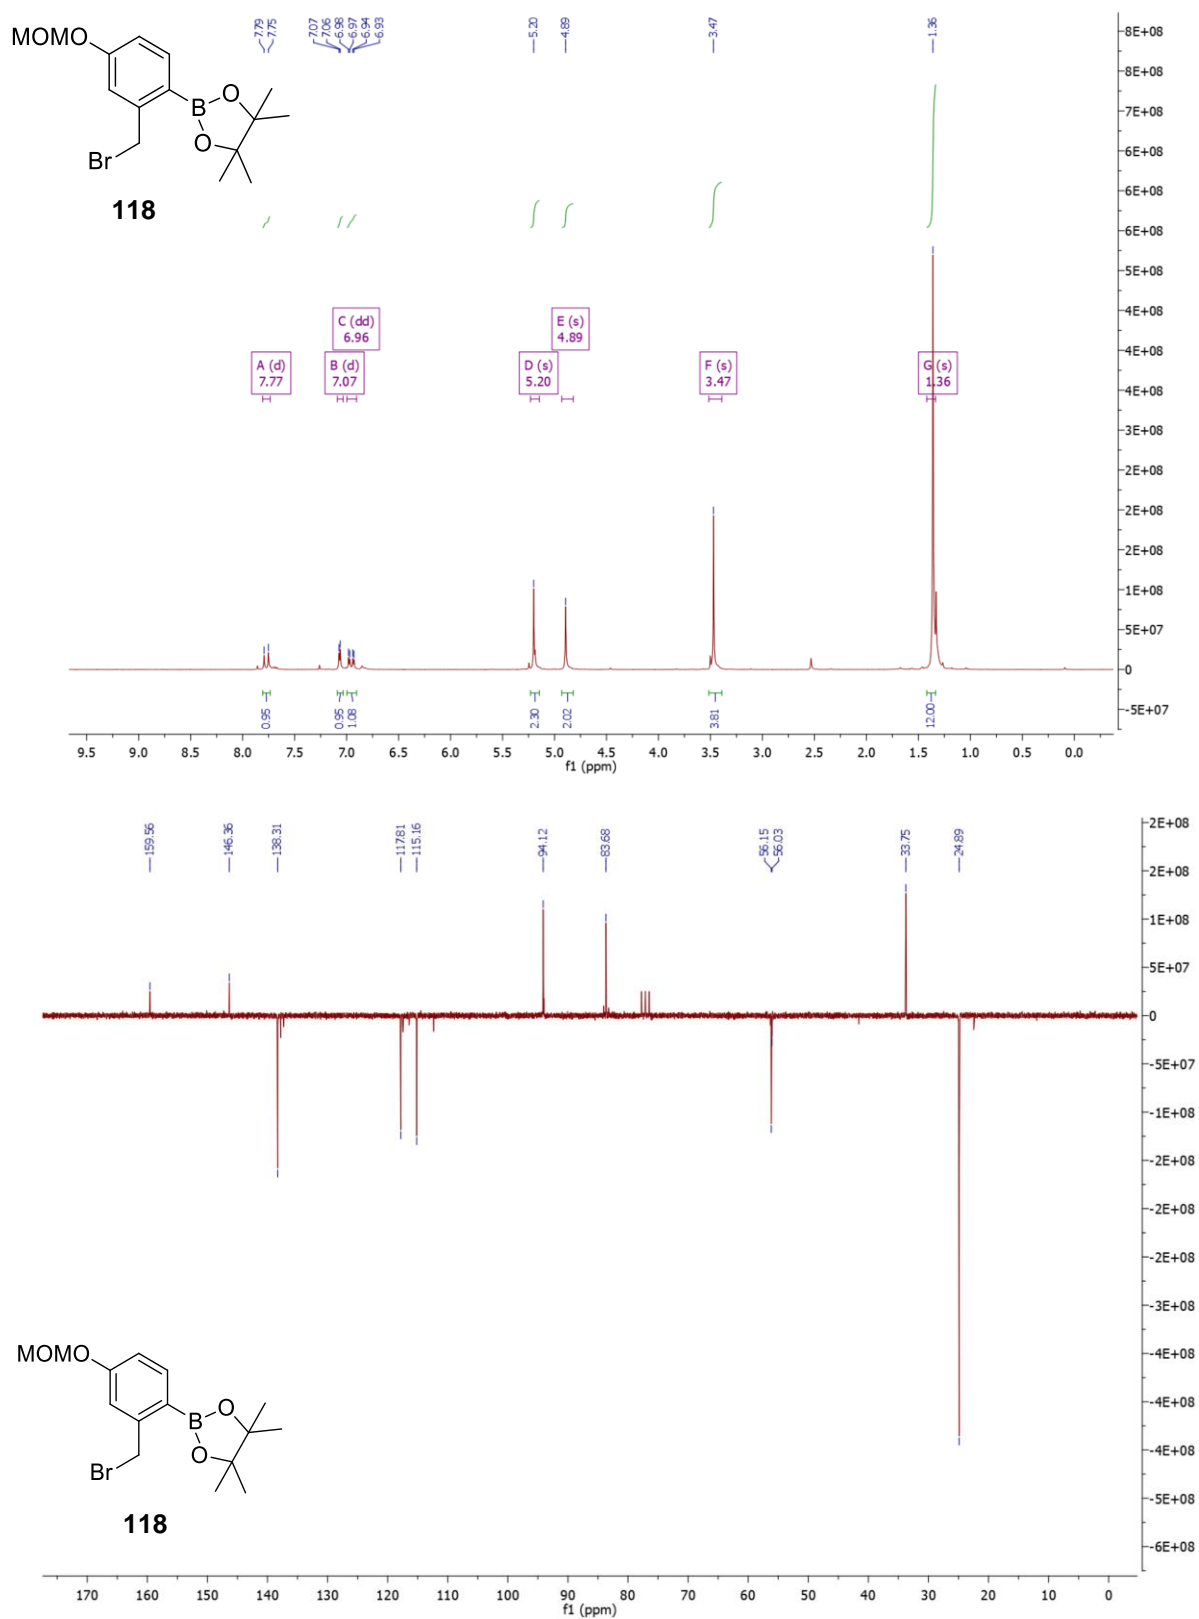 7.79
7.75
7.07
7.06
6.98
6.97
6.94
6.93
5.20
4.89
3.47
1.36
MOMO
B
O
O
Br
118
8E+08
8E+08
7E+08
6E+08
6E+08
6E+08
5E+08
4E+08
4E+08
4E+08
3E+08
2E+08
2E+08
2E+08
1E+08
5E+07
0
-5E+07
C (dd)
6.96
E (s)
4.89
A (d)
7.77
B (d)
7.07
D (s)
5.20
F (s)
3.47
G (s)
1.36
0.95
0.95
1.08
2.30
2.02
3.81
12.00
9.5 9.0 8.5 8.0 7.5 7.0 6.5 6.0 5.5 5.0 4.5 4.0 3.5 3.0 2.5 2.0 1.5 1.0 0.5 0.0
f1 (ppm)
159.56
146.36
138.31
117.81
115.16
94.12
83.68
56.15
56.03
33.75
24.89
2E+08
2E+08
1E+08
5E+07
0
-5E+07
-1E+08
-2E+08
-2E+08
-2E+08
-3E+08
-4E+08
-4E+08
-4E+08
-5E+08
-6E+08
MOMO
B
O
O
Br
118
170 160 150 140 130 120 110 100 90 80 70 60 50 40 30 20 10 0
f1 (ppm)